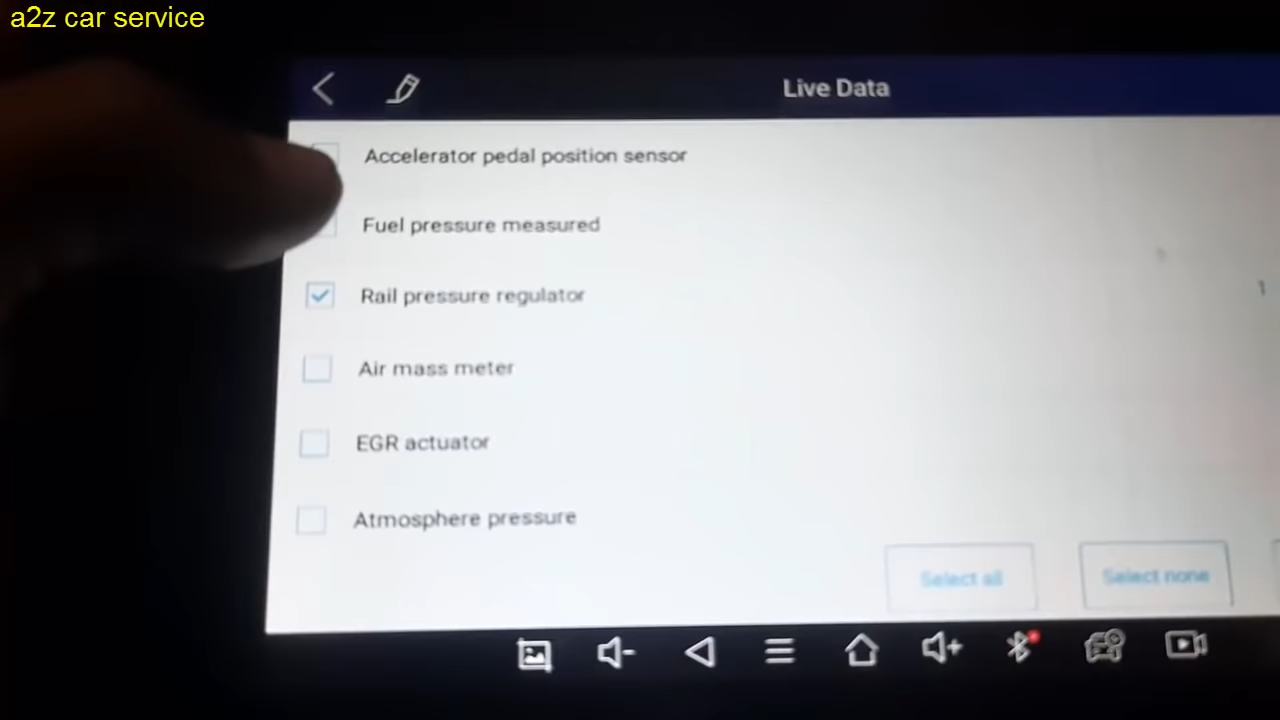 a2z car service
Live Data
Accelerator pedal position sensor
Fuel pressure measured
Rail pressure regulator
Air mass meter
EGR actuator
Atmosphere pressure
Select all
Select none